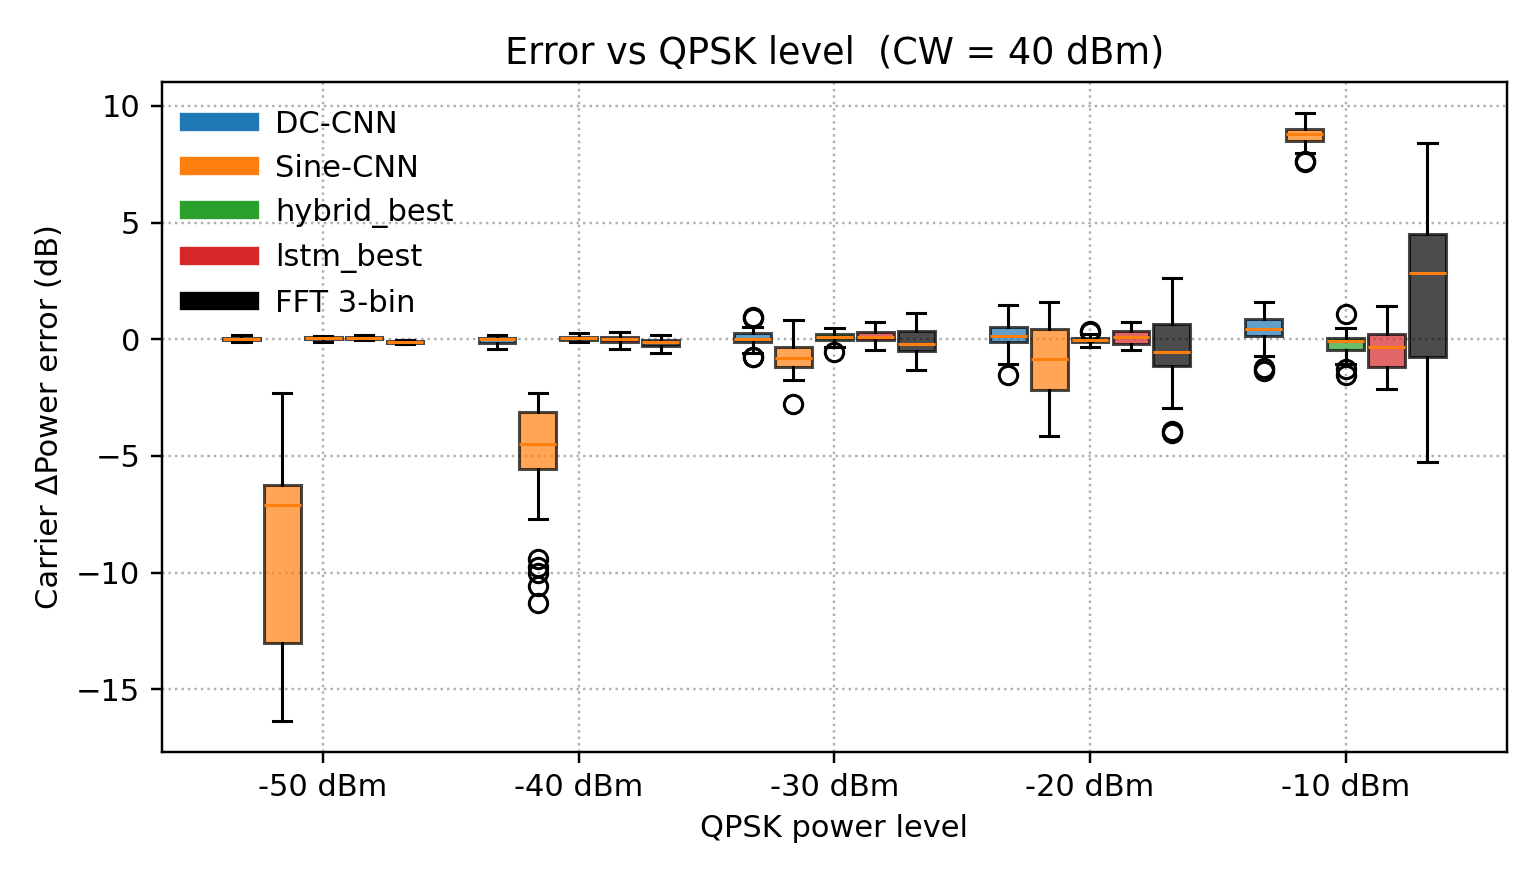 Error vs QPSK level  (CW = 40 dBm)
Carrier ΔPower error (dB)
10
5
0
−5
−10
−15
DC-CNN
Sine-CNN
hybrid_best
lstm_best
FFT 3-bin
-50 dBm
-40 dBm
-30 dBm
-20 dBm
-10 dBm
QPSK power level